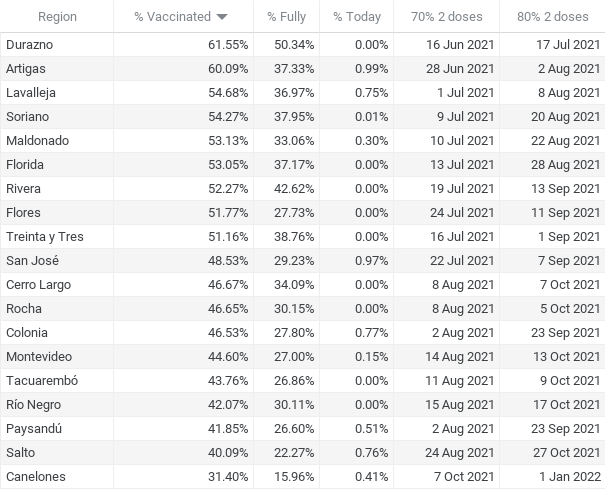 Region % Vaccinated % Fully % Today 70% 2 doses 80% 2 doses
Durazno 61.55% 50.34% 0.00% 16 Jun 2021 17 Jul 2021
Artigas 60.09% 37.33% 0.99% 28 Jun 2021 2 Aug 2021
Lavalleja 54.68% 36.97% 0.75% 1 Jul 2021 8 Aug 2021
Soriano 54.27% 37.95% 0.01% 9 Jul 2021 20 Aug 2021
Maldonado 53.13% 33.06% 0.30% 10 Jul 2021 22 Aug 2021
Florida 53.05% 37.17% 0.00% 13 Jul 2021 28 Aug 2021
Rivera 52.27% 42.62% 0.00% 19 Jul 2021 13 Sep 2021
Flores 51.77% 27.73% 0.00% 24 Jul 2021 11 Sep 2021
Treinta y Tres 51.16% 38.76% 0.00% 16 Jul 2021 1 Sep 2021
San José 48.53% 29.23% 0.97% 22 Jul 2021 7 Sep 2021
Cerro Largo 46.67% 34.09% 0.00% 8 Aug 2021 7 Oct 2021
Rocha 46.65% 30.15% 0.00% 8 Aug 2021 5 Oct 2021
Colonia 46.53% 27.80% 0.77% 2 Aug 2021 23 Sep 2021
Montevideo 44.60% 27.00% 0.15% 14 Aug 2021 13 Oct 2021
Tacuarembó 43.76% 26.86% 0.00% 11 Aug 2021 9 Oct 2021
Río Negro 42.07% 30.11% 0.00% 15 Aug 2021 17 Oct 2021
Paysandú 41.85% 26.60% 0.51% 2 Aug 2021 23 Sep 2021
Salto 40.09% 22.27% 0.76% 24 Aug 2021 27 Oct 2021
Canelones 31.40% 15.96% 0.41% 7 Oct 2021 1 Jan 2022